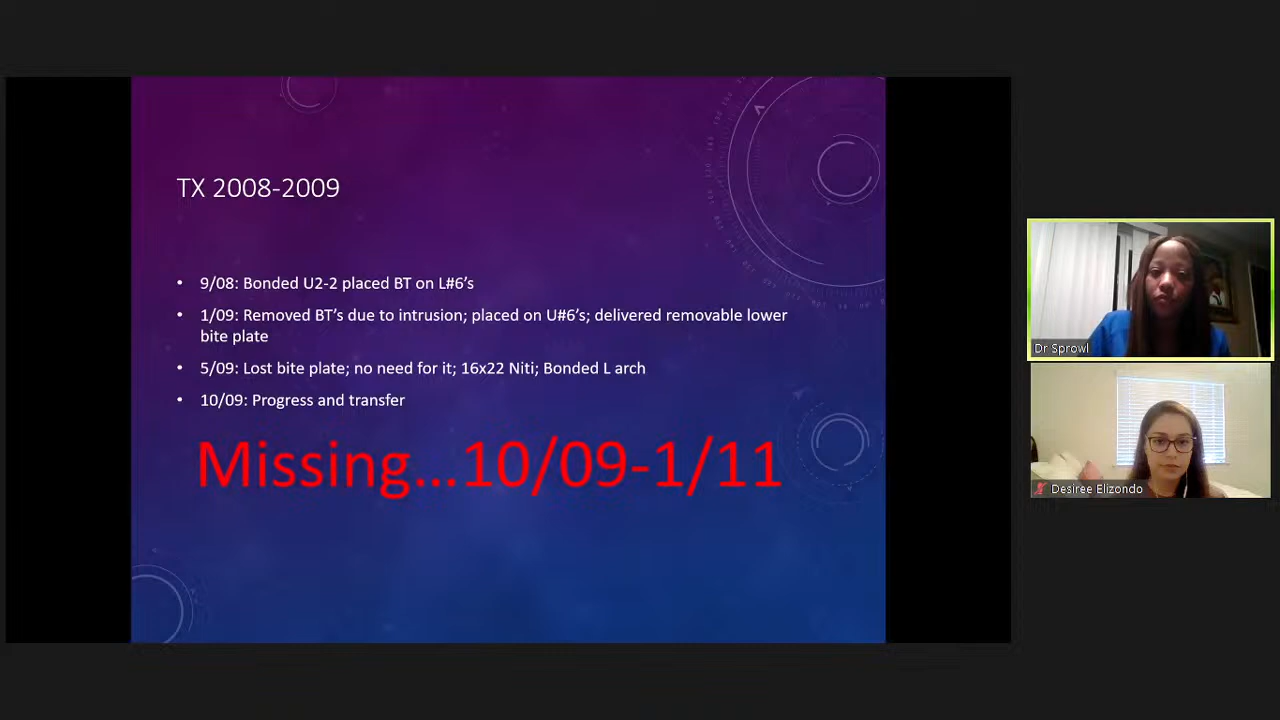 TX 2008-2009
• 9/08: Bonded U2-2 placed BT on L#6's
• 1/09: Removed BT's due to intrusion; placed on U#6's; delivered removable lower
bite plate
• 5/09: Lost bite plate; no need for it; 16x22 Niti; Bonded L arch
• 10/09: Progress and transfer
Missing...10/09-1/11
Dr Sprowl
Desiree Elizondo